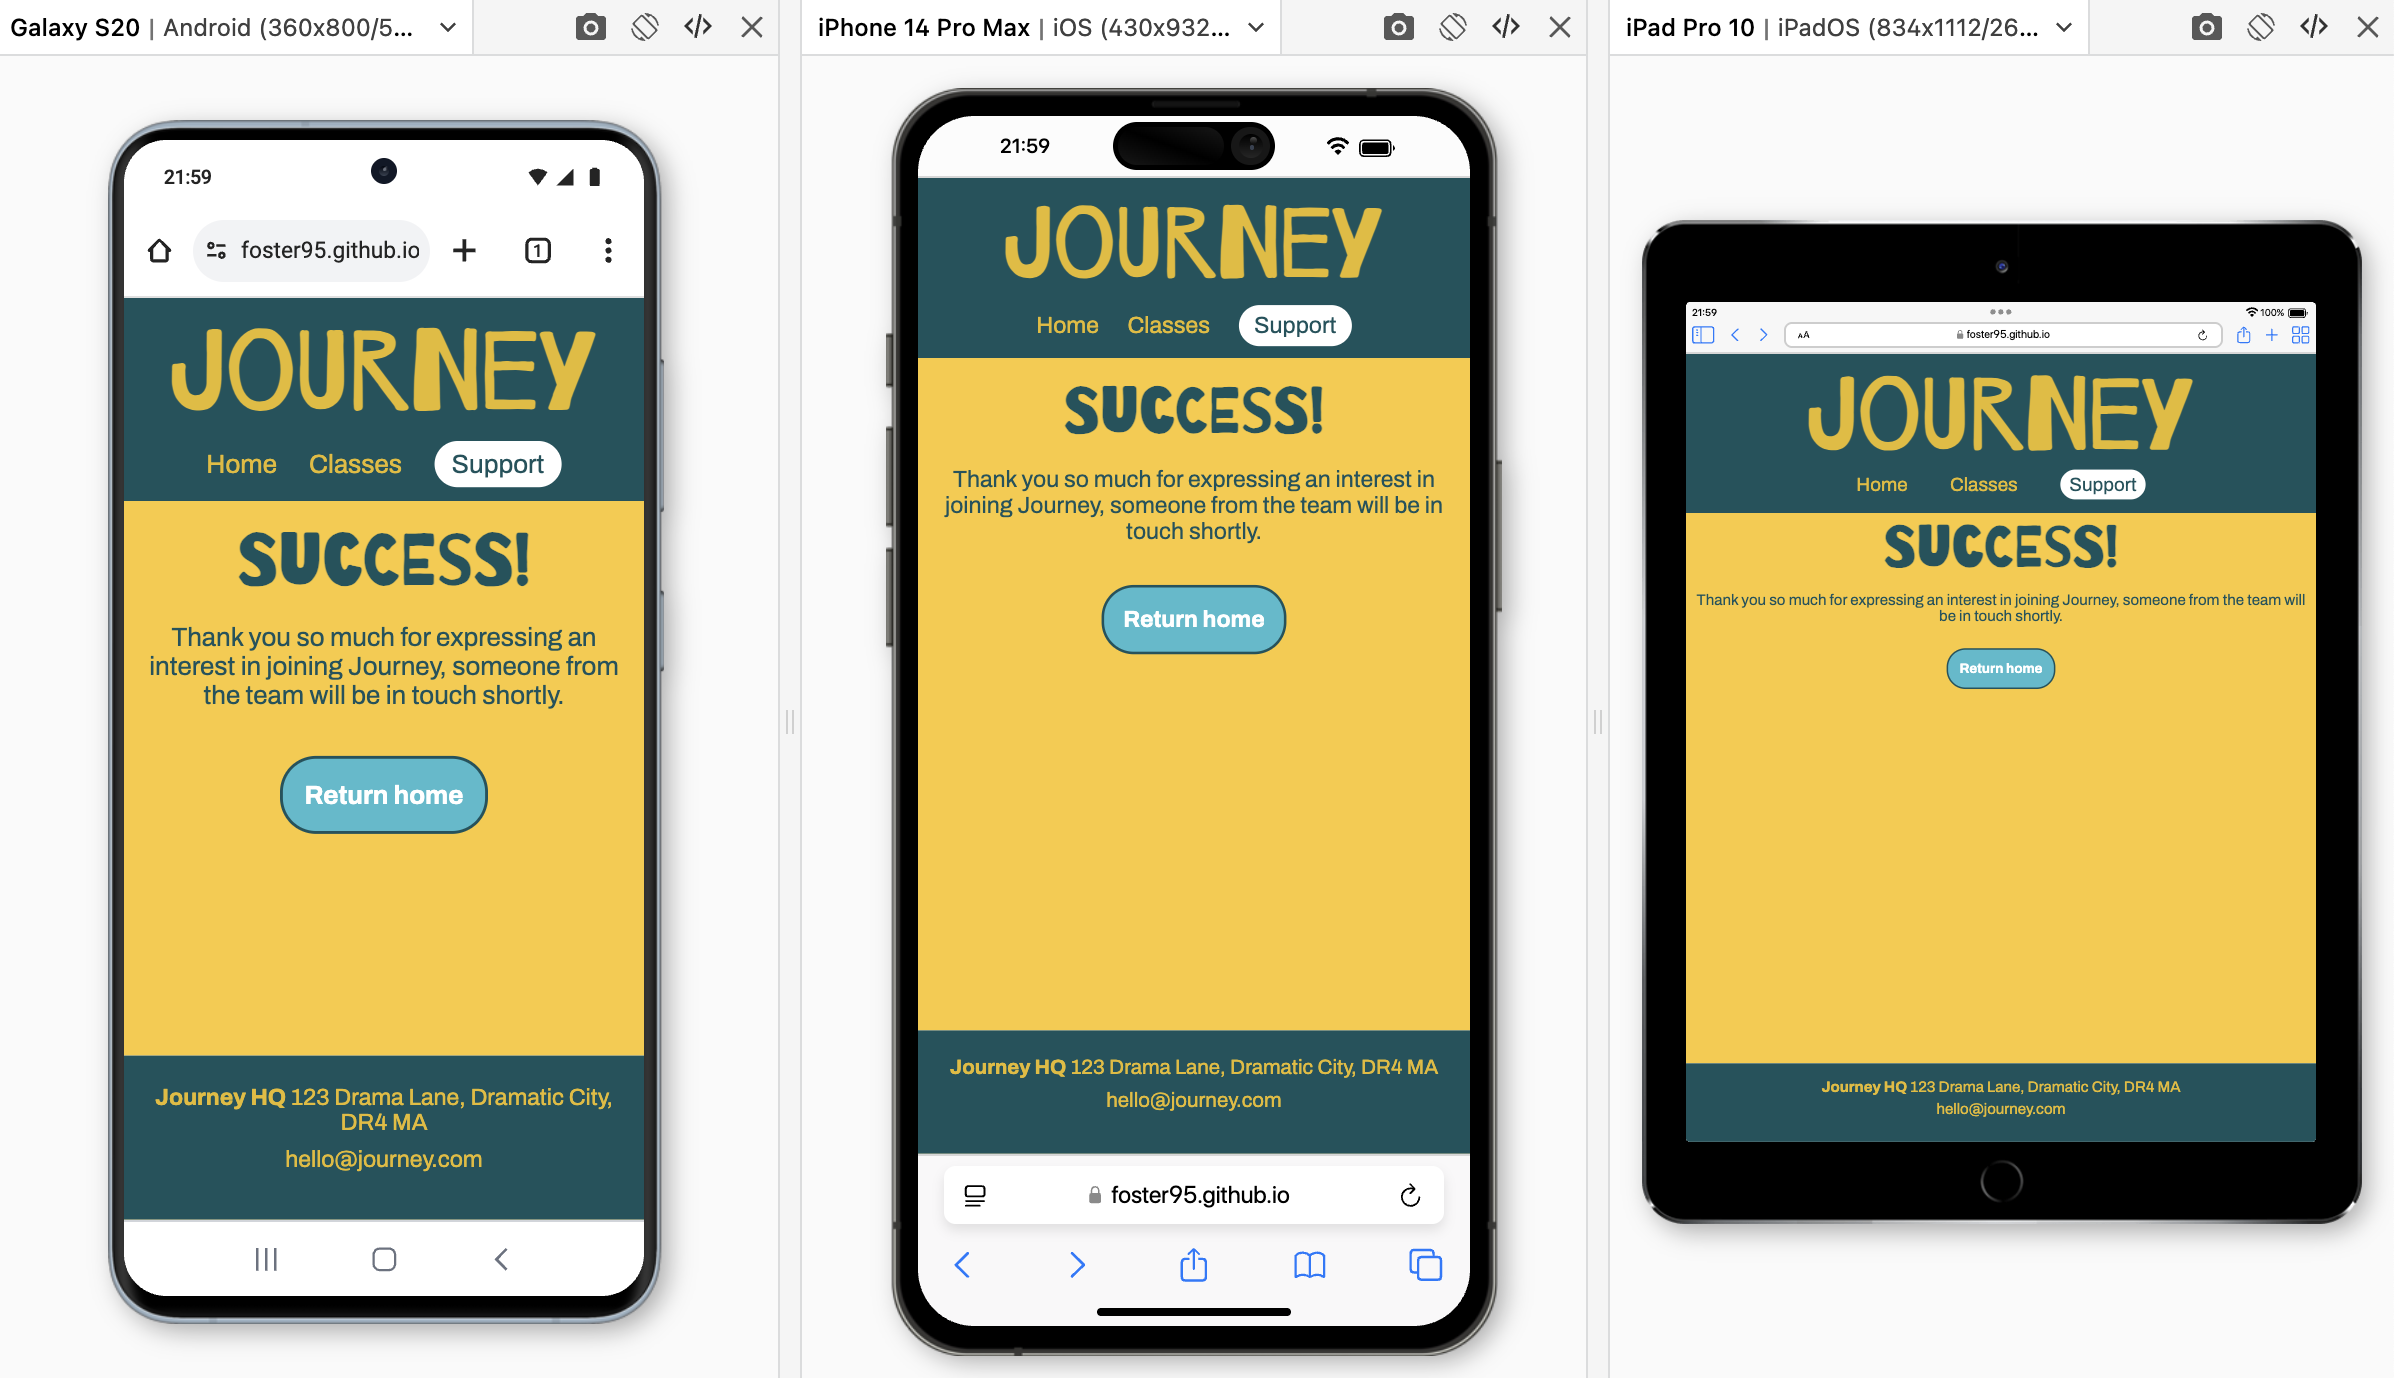 Galaxy S20 | Android (360x800/5...
21:59
foster95.github.io
1
JOURNEY
Home Classes Support
SUCCESS!
Thank you so much for expressing an
interest in joining Journey, someone from
the team will be in touch shortly.
Return home
Journey HQ 123 Drama Lane, Dramatic City,
DR4 MA
hello@journey.com
iPhone 14 Pro Max | iOS (430x932...
21:59
JOURNEY
Home Classes Support
SUCCESS!
Thank you so much for expressing an interest in
joining Journey, someone from the team will be in
touch shortly.
Return home
Journey HQ 123 Drama Lane, Dramatic City, DR4 MA
hello@journey.com
foster95.github.io
iPad Pro 10 | iPadOS (834x1112/26...
21:59 100%
AA foster95.github.io
JOURNEY
Home Classes Support
SUCCESS!
Thank you so much for expressing an interest in joining Journey, someone from the team will
be in touch shortly.
Return home
Journey HQ 123 Drama Lane, Dramatic City, DR4 MA
hello@journey.com